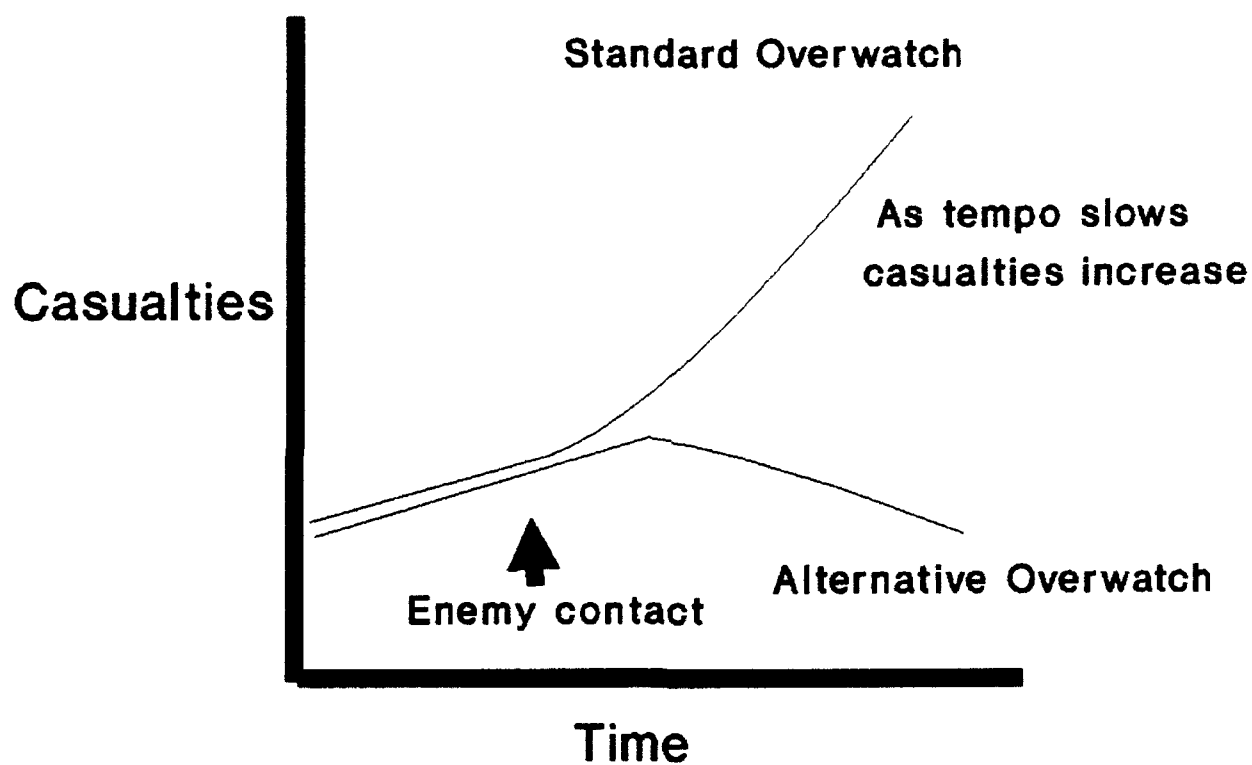 Standard Overwatch
As tempo slows
casualties increase
Casualties
Alternative Overwatch
Enemy contact
Time